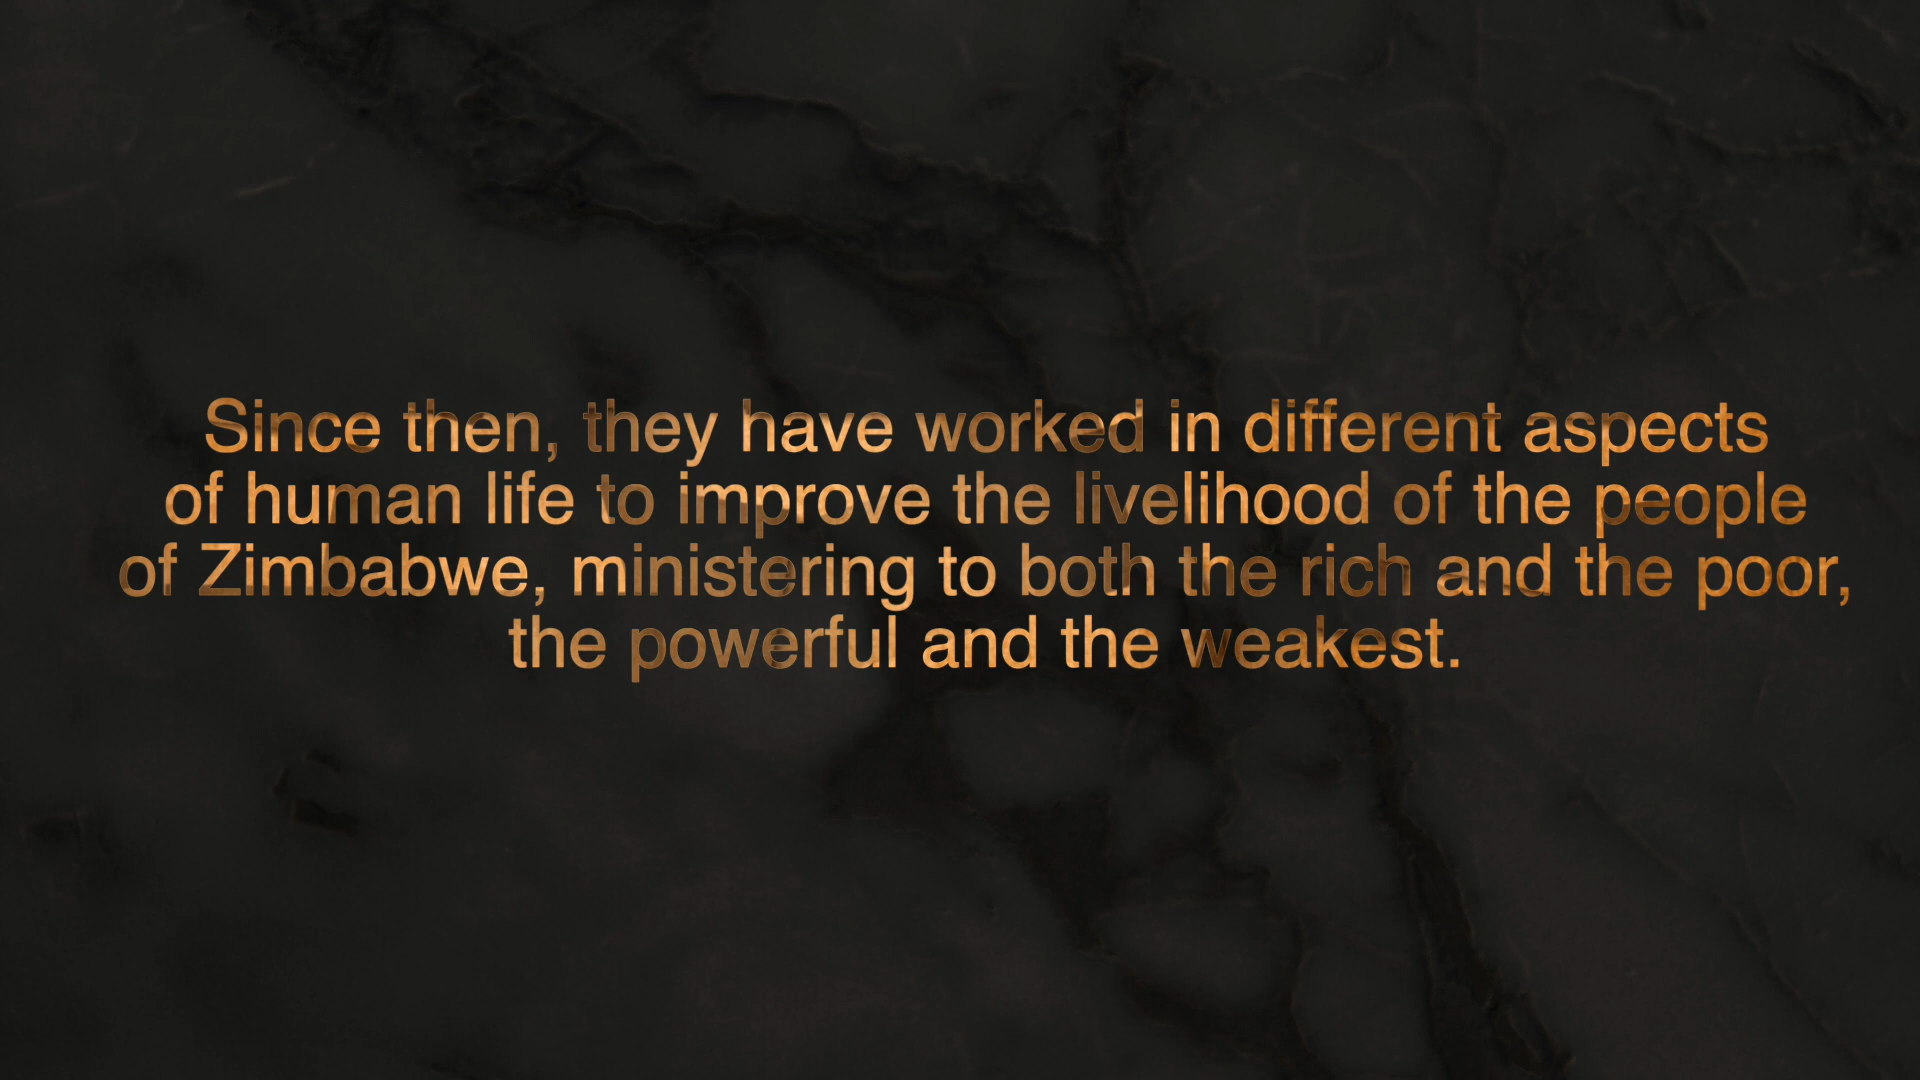 Since then, they have worked in different aspects
of human life to improve the livelihood of the people
of Zimbabwe, ministering to both the rich and the poor,
the powerful and the weakest.